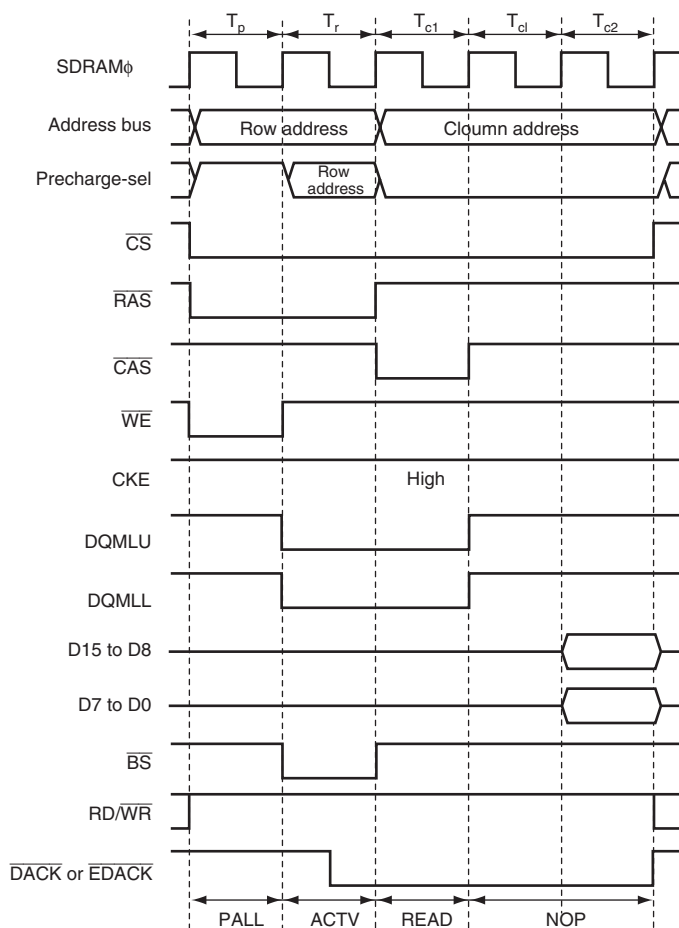 Tp Tr Tc1 Tcl Tc2
SDRAMϕ
Address bus Row address Cloumn address
Precharge-sel Row
address
CS
RAS
CAS
WE
CKE High
DQMLU
DQMLL
D15 to D8
D7 to D0
BS
RD/WR
DACK or EDACK
PALL ACTV READ NOP